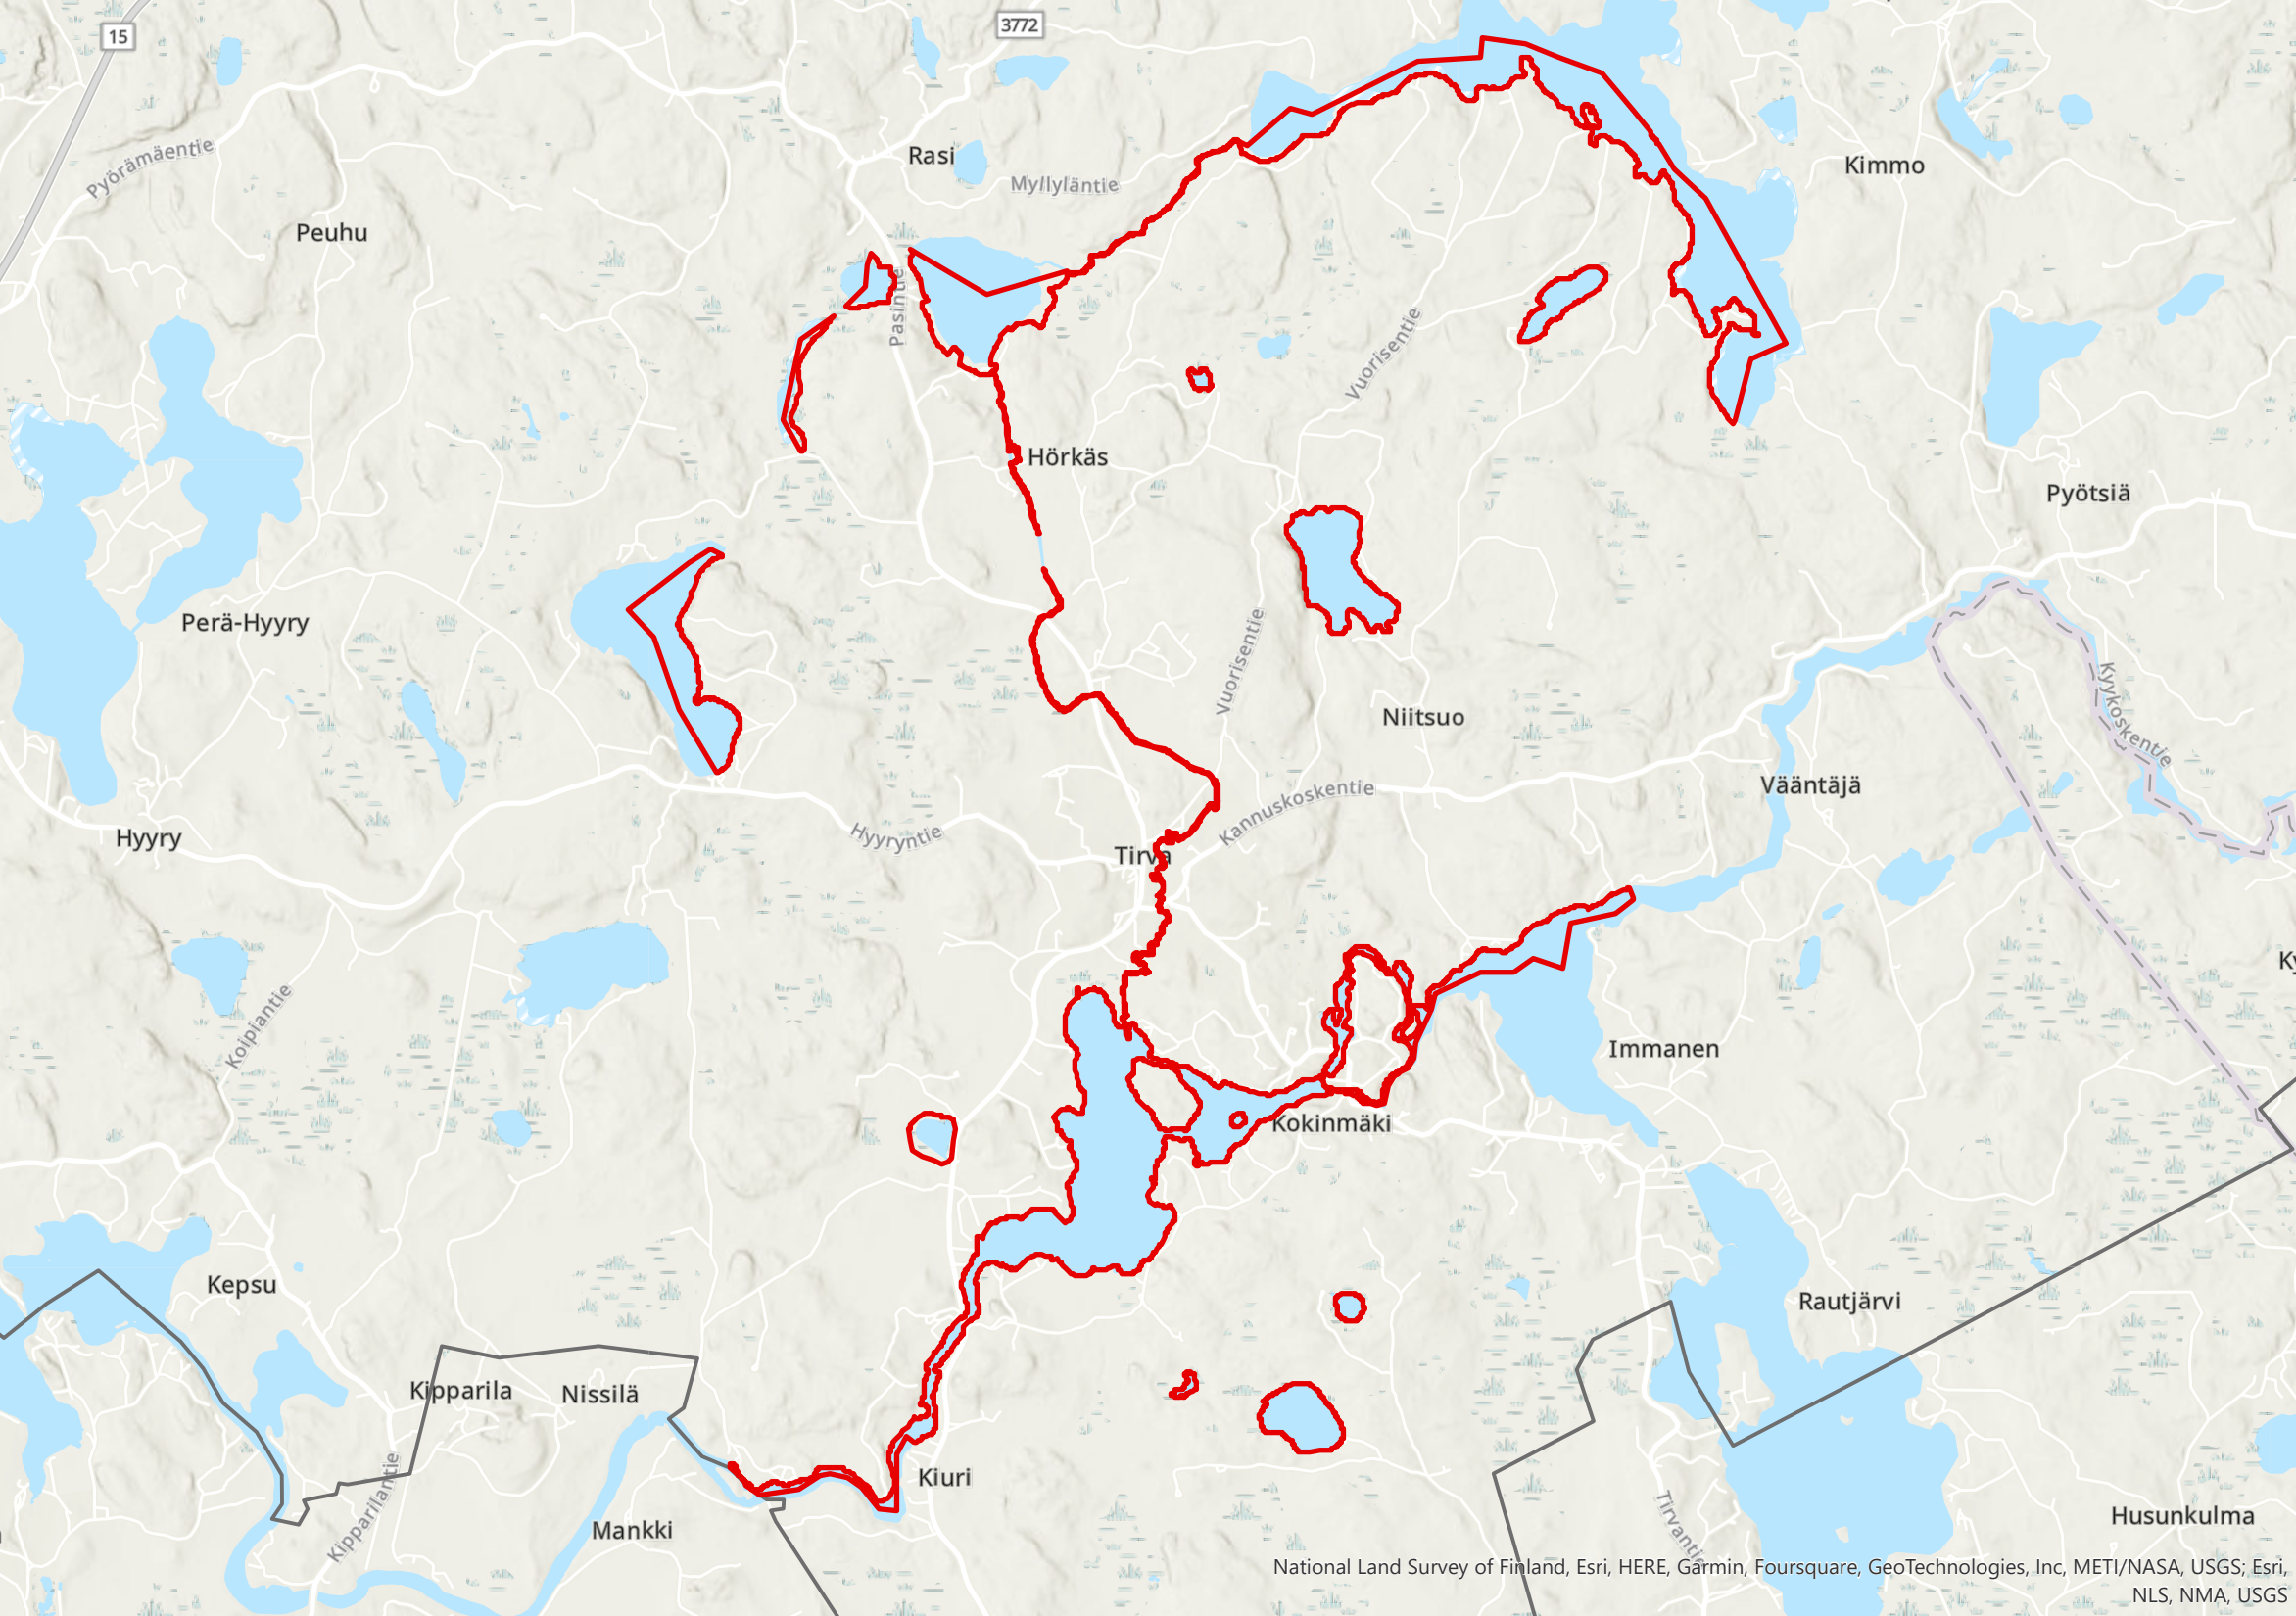 15
3772
Pyörämäentie
Rasi
Myllyläntie
Kimmo
Peuhu
Pasintie
Vuorisentie
Hörkäs
Pyötsiä
Perä-Hyyry
Vuorisentie
Kyykoskentie
Niitsuo
Vääntäjä
Kannuskoskentie
Hyyry
Hyyryntie
Tirva
Koipiantie
Immanen
Kokinmäki
Kepsu
Rautjärvi
Kipparila
Nissilä
Kiuri
Kipparilantie
Mankki
Tirvantie
Husunkulma
National Land Survey of Finland, Esri, HERE, Garmin, Foursquare, GeoTechnologies, Inc, METI/NASA, USGS; Esri,
NLS, NMA, USGS